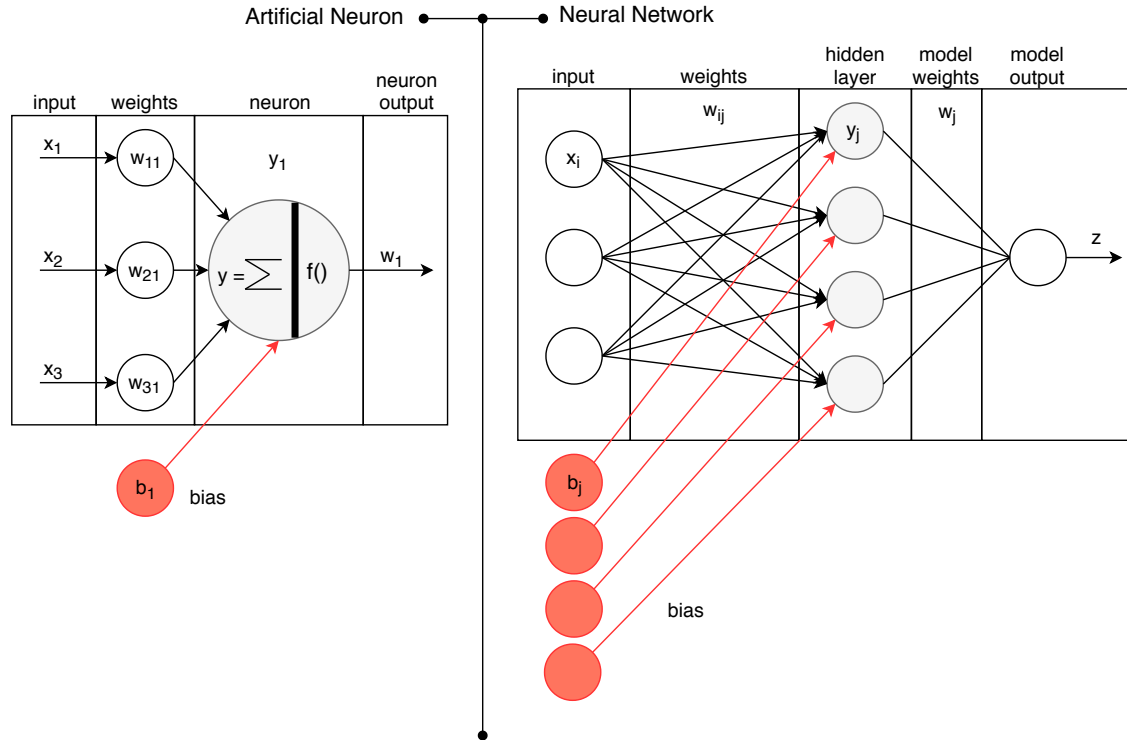 Artificial Neuron
Neural Network
input
weights
neuron
neuron
output
x1
x2
x3
w11
w21
w31
y1
y = ∑
f()
w1
b1
bias
input
weights
hidden
layer
model
weights
model
output
wij
wj
xi
yj
z
bj
bias